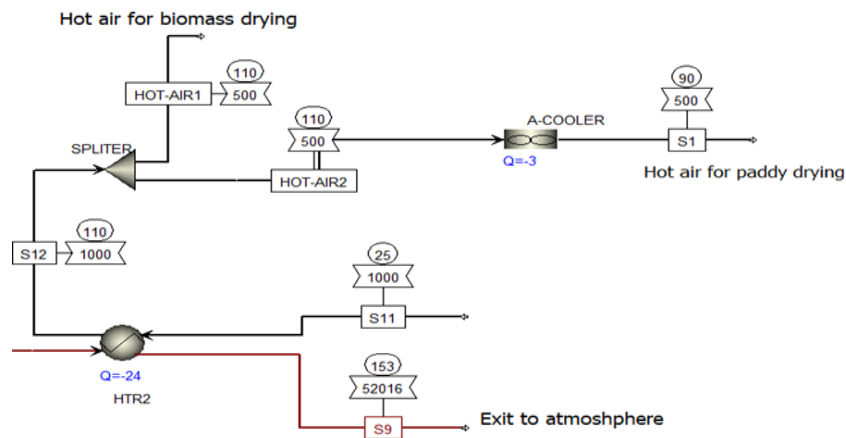 Hot air for biomass drying
110
HOT-AIR1
500
SPLITER
110
500
HOT-AIR2
A-COOLER
Q=-3
90
500
S1
Hot air for paddy drying
110
S12
1000
25
1000
S11
Q=-24
HTR2
153
52016
S9
Exit to atmoshphere